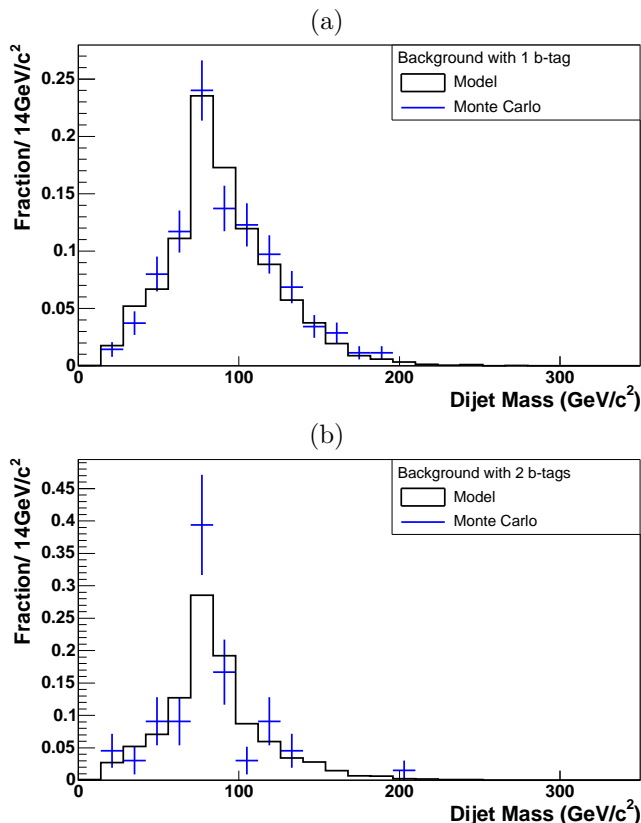 (a)
Fraction/ 14GeV/c²
0.25
0.2
0.15
0.1
0.05
0
Background with 1 b-tag
Model
Monte Carlo
0 100 200 300
Dijet Mass (GeV/c²)
(b)
Fraction/ 14GeV/c²
0.45
0.4
0.35
0.3
0.25
0.2
0.15
0.1
0.05
0
Background with 2 b-tags
Model
Monte Carlo
0 100 200 300
Dijet Mass (GeV/c²)